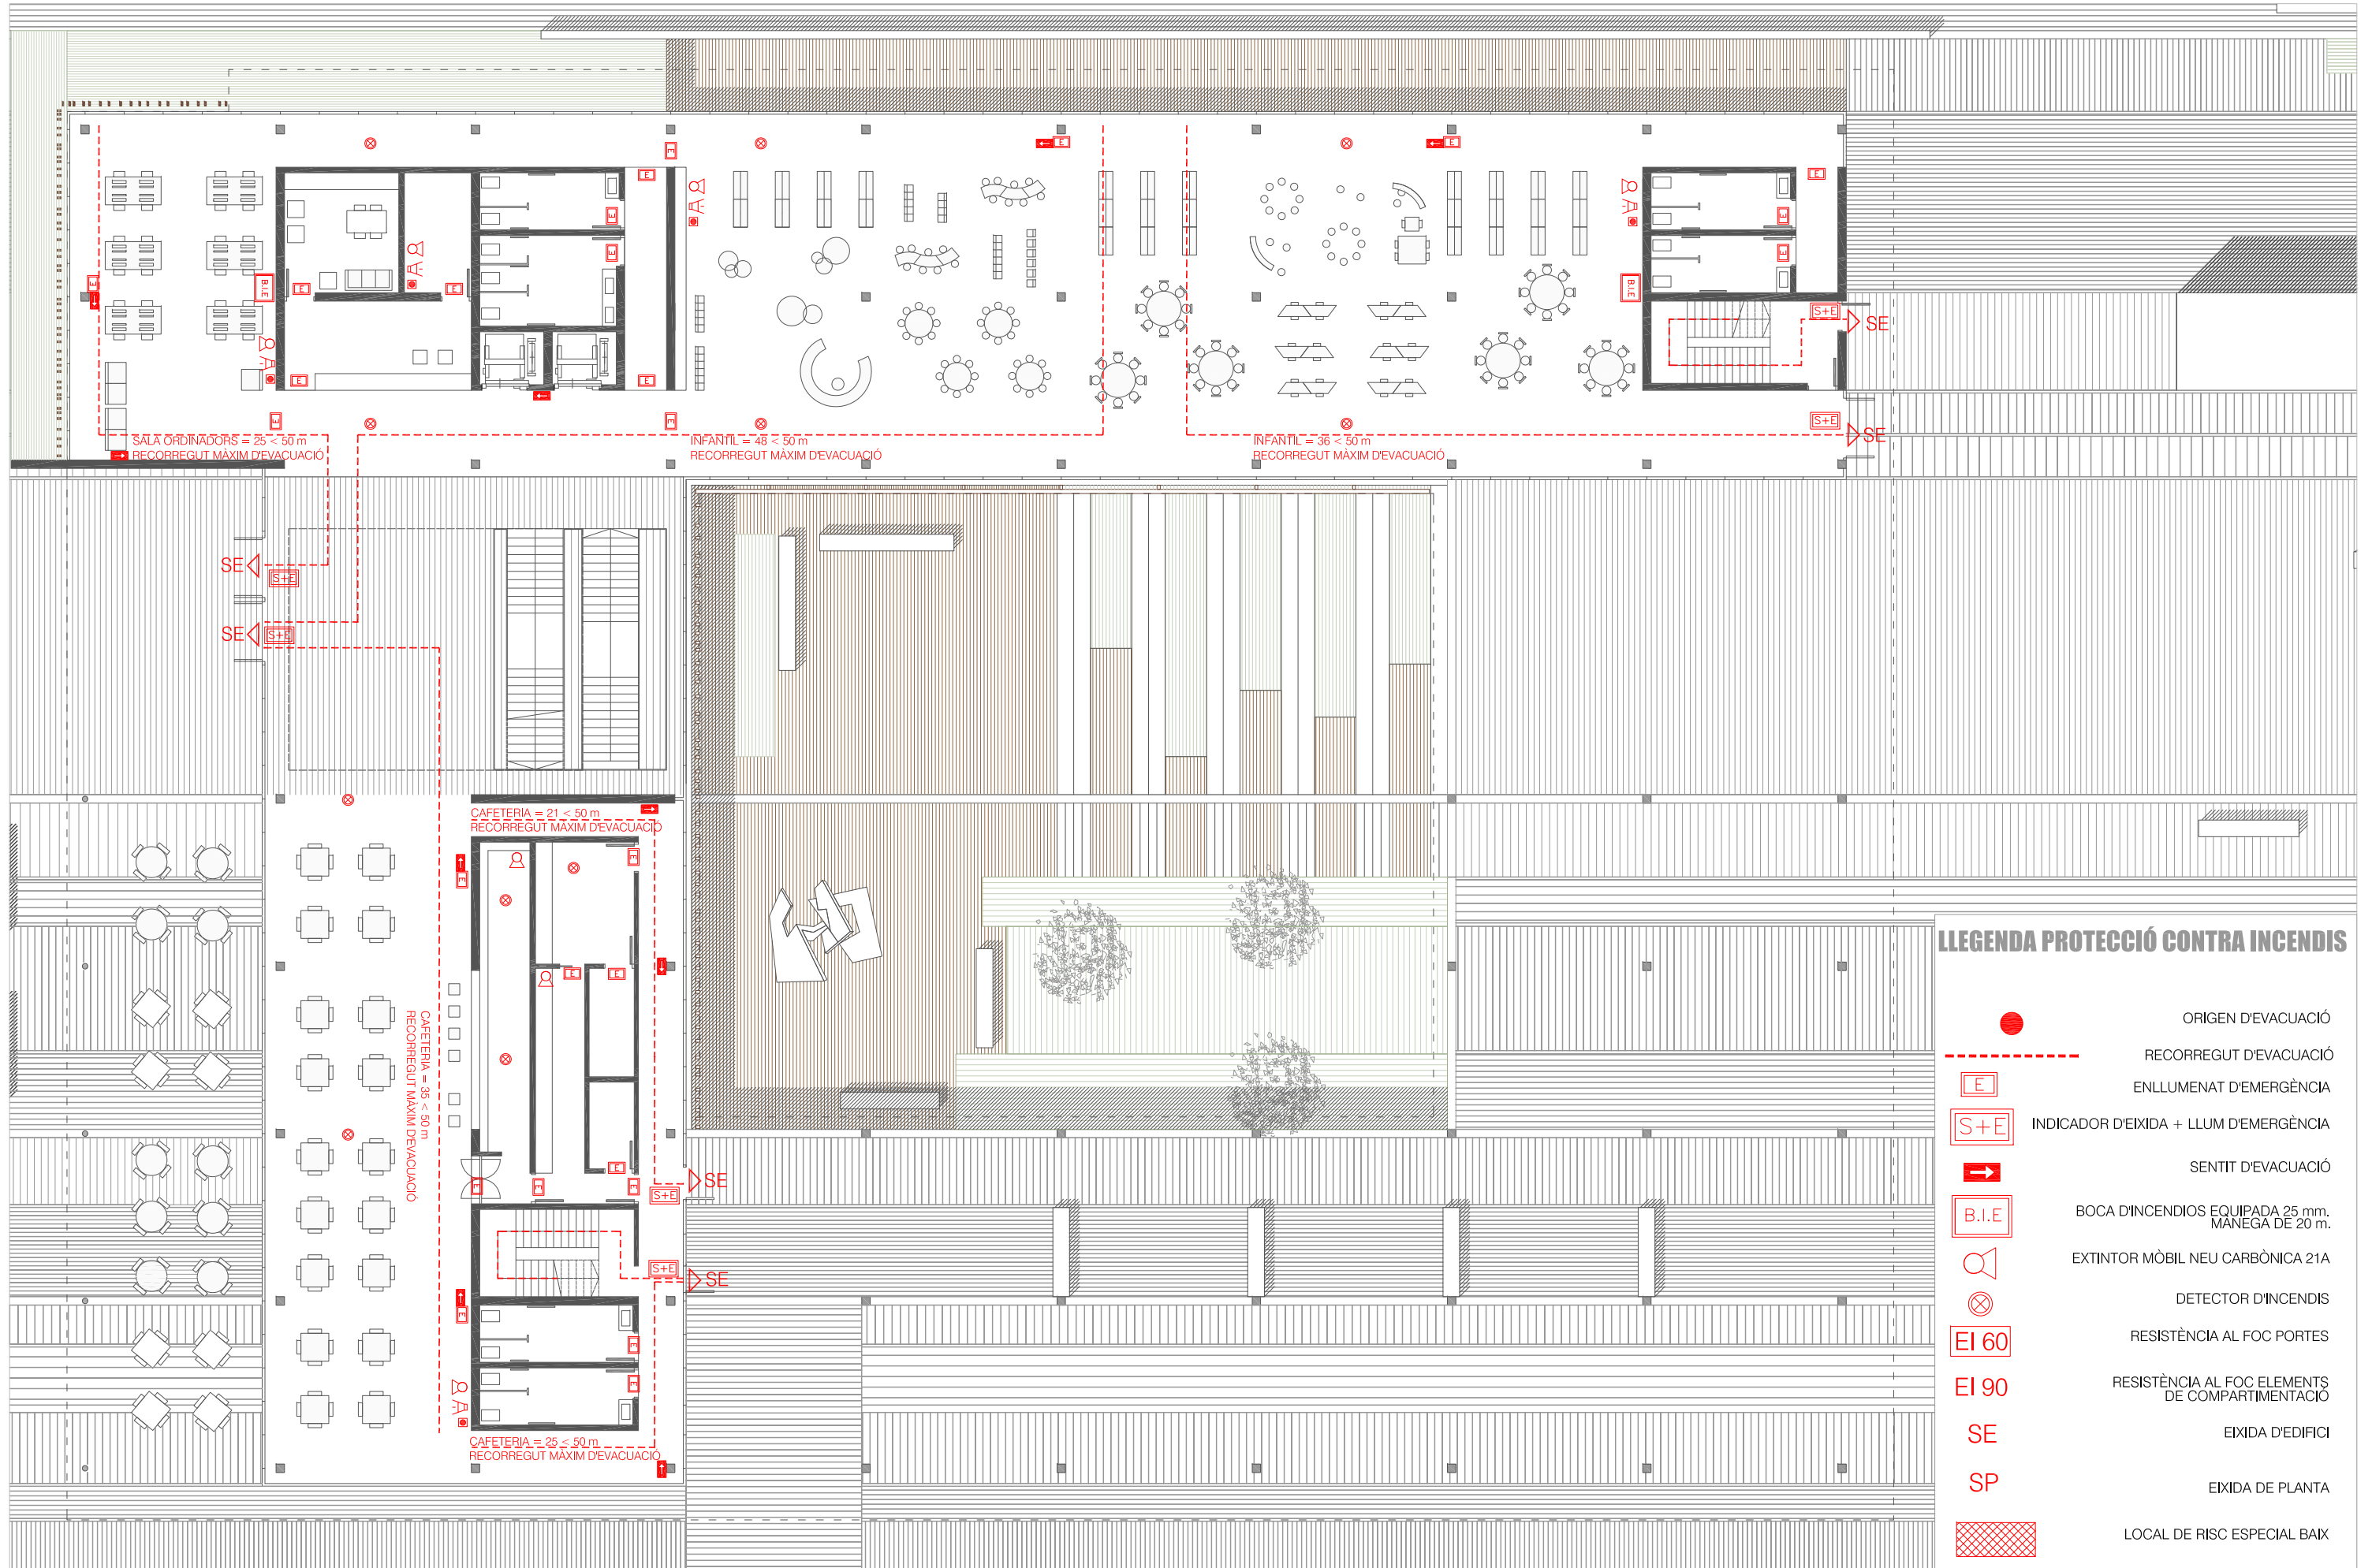 E
E
E
E
E
E
E
E
E
E
E
B.I.E
E
E
B.I.E
S+E
SE
E
E
E
E
S+E
SE
SALA ORDINADORS = 25 < 50 m
RECORREGUT MÀXIM D'EVACUACIÓ
INFANTIL = 48 < 50 m
RECORREGUT MÀXIM D'EVACUACIÓ
INFANTIL = 36 < 50 m
RECORREGUT MÀXIM D'EVACUACIÓ
SE
S+E
SE
S+E
CAFETERIA = 21 < 50 m
RECORREGUT MÀXIM D'EVACUACIÓ
E
E
E
E
CAFETERIA = 35 < 50 m
RECORREGUT MÀXIM D'EVACUACIÓ
E
E
E
E
SE
S+E
S+E
SE
E
E
E
CAFETERIA = 25 < 50 m
RECORREGUT MÀXIM D'EVACUACIÓ
LLEGENDA PROTECCIÓ CONTRA INCENDIS
ORIGEN D'EVACUACIÓ
RECORREGUT D'EVACUACIÓ
E ENLLUMENAT D'EMERGÈNCIA
S+E INDICADOR D'EIXIDA + LLUM D'EMERGÈNCIA
SENTIT D'EVACUACIÓ
B.I.E BOCA D'INCENDIOS EQUIPADA 25 mm.
MANEGA DE 20 m.
EXTINTOR MÒBIL NEU CARBÒNICA 21A
DETECTOR D'INCENDIS
EI 60 RESISTÈNCIA AL FOC PORTES
EI 90 RESISTÈNCIA AL FOC ELEMENTS
DE COMPARTIMENTACIÓ
SE EIXIDA D'EDIFICI
SP EIXIDA DE PLANTA
LOCAL DE RISC ESPECIAL BAIX